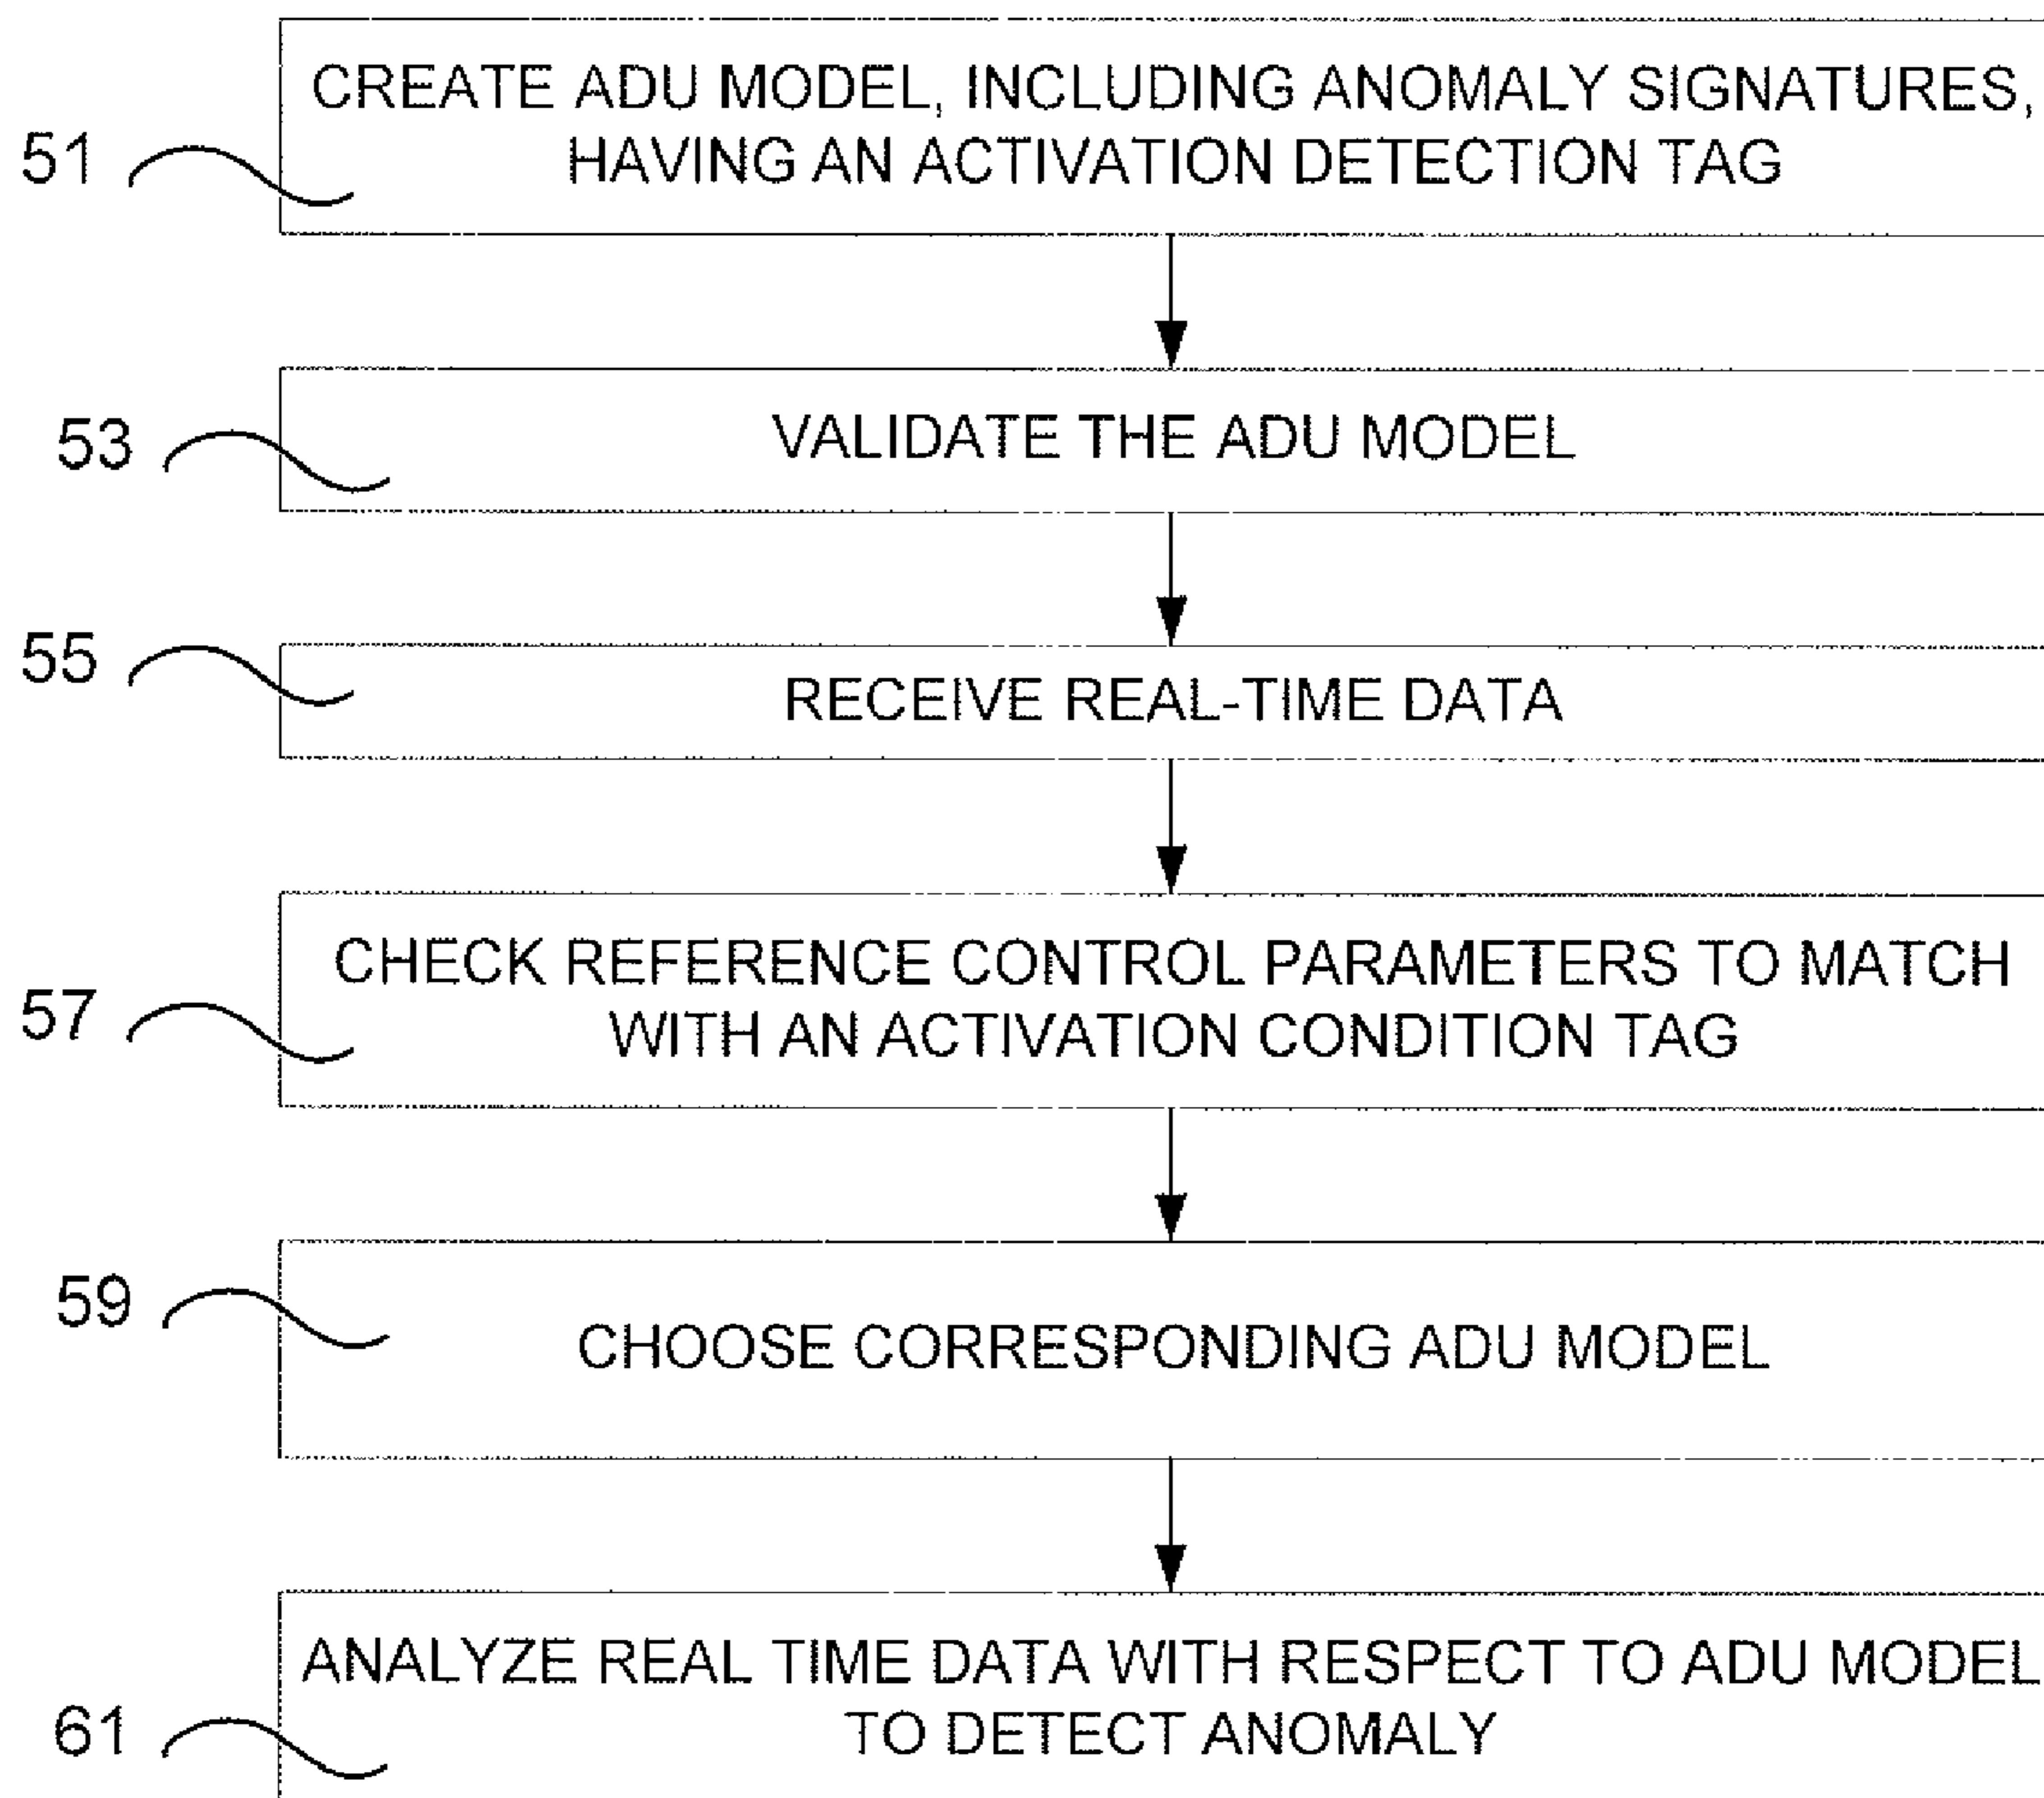 CREATE ADU MODEL, INCLUDING ANOMALY SIGNATURES,
HAVING AN ACTIVATION DETECTION TAG
51
VALIDATE THE ADU MODEL
53
55
RECEIVE REAL-TIME DATA
CHECK REFERENCE CONTROL PARAMETERS TO MATCH
57
WITH AN ACTIVATION CONDITION TAG
59
CHOOSE CORRESPONDING ADU MODEL
ANALYZE REAL TIME DATA WITH RESPECT TO ADU MODEL
61
TO DETECT ANOMALY